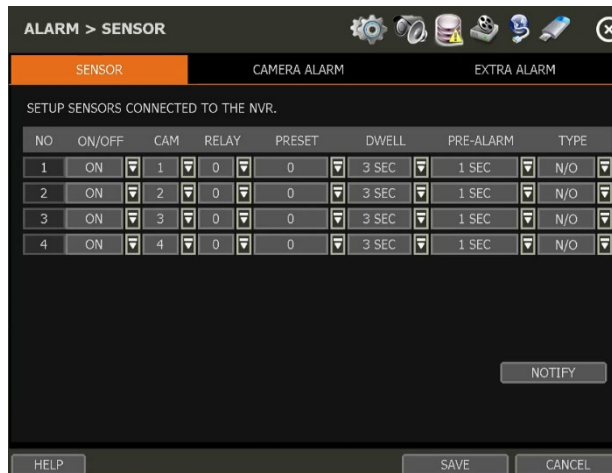 ALARM > SENSOR
SENSOR CAMERA ALARM EXTRA ALARM
SETUP SENSORS CONNECTED TO THE NVR.
NO ON/OFF CAM RELAY PRESET DWELL PRE-ALARM TYPE
1 ON 1 0 0 3 SEC 1 SEC N/O
2 ON 2 0 0 3 SEC 1 SEC N/O
3 ON 3 0 0 3 SEC 1 SEC N/O
4 ON 4 0 0 3 SEC 1 SEC N/O
NOTIFY
HELP SAVE CANCEL